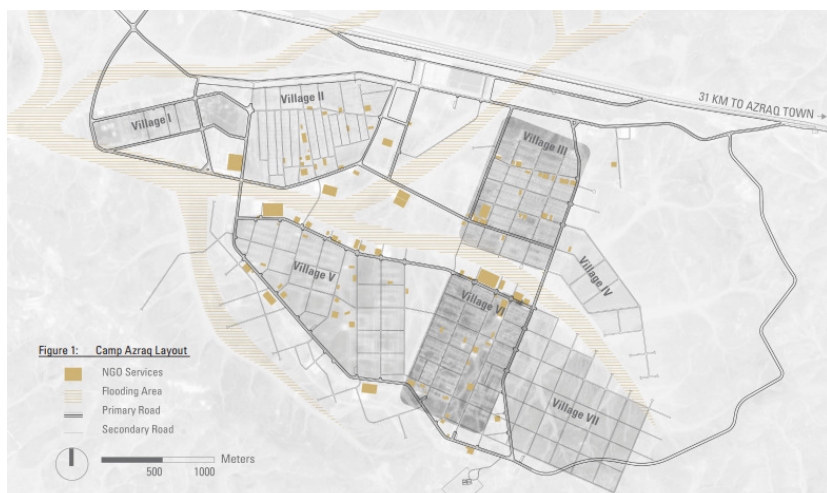 31 KM TO AZRAQ TOWN
Village II
Village I
Village III
Village V
Village IV
Village VI
Village VII
Figure 1: Camp Azraq Layout
NGO Services
Flooding Area
Primary Road
Secondary Road
Meters
500 1000